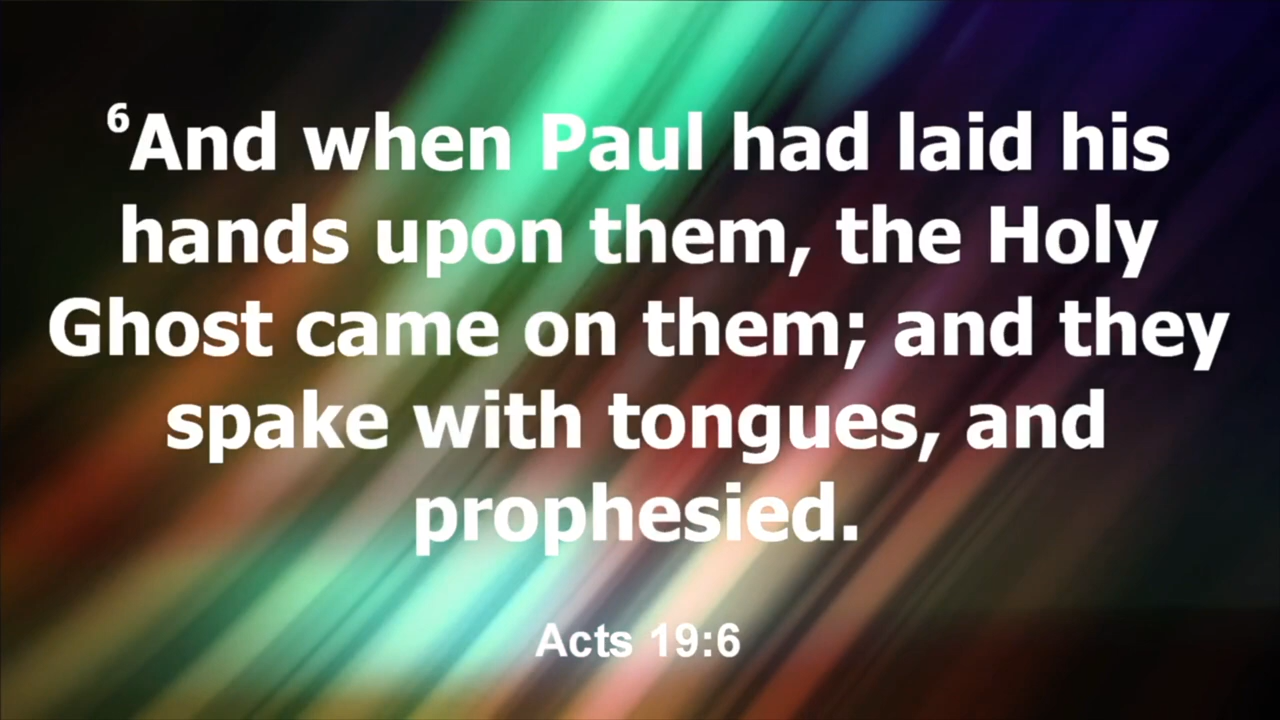 ⁶And when Paul had laid his
hands upon them, the Holy
Ghost came on them; and they
spake with tongues, and
prophesied.
Acts 19:6